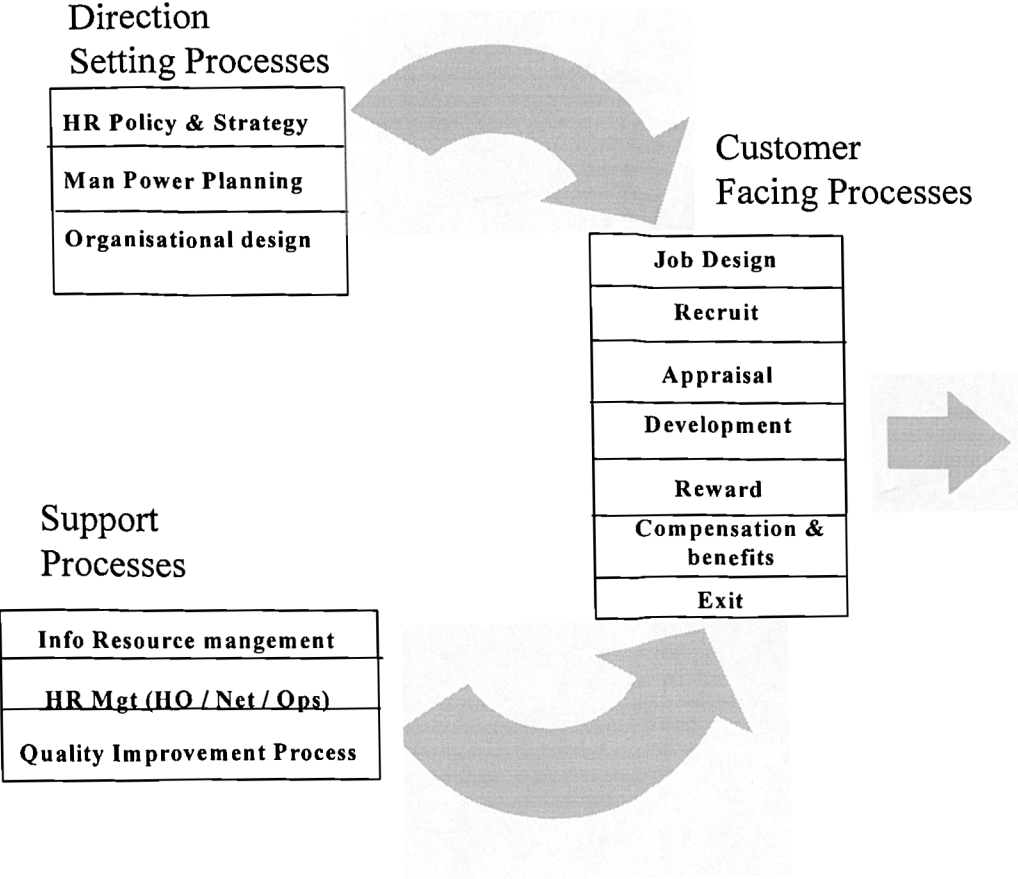 Direction
Setting Processes
HR Policy & Strategy
Man Power Planning
Organisational design
Customer
Facing Processes
Job Design
Recruit
Appraisal
Development
Reward
Compensation &
benefits
Exit
Support
Processes
Info Resource mangement
HR Mgt (HO / Net / Ops)
Quality Improvement Process